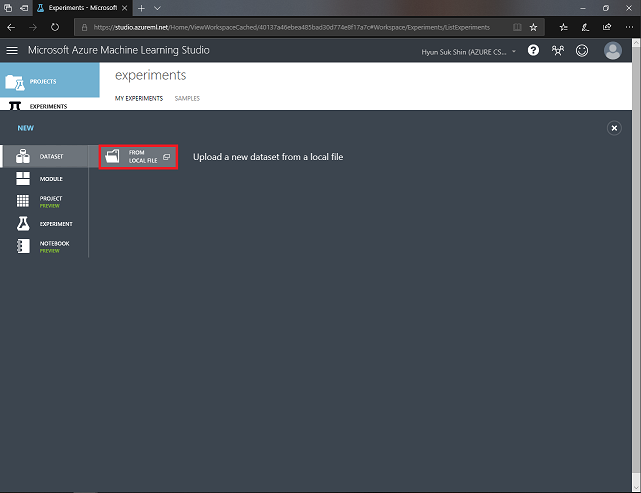 Experiments - Microsoft
https://studio.azureml.net/Home/ViewWorkspaceCached/40137a46ebea485bad30d774e8f17a7c#Workspace/Experiments/ListExperiments
Microsoft Azure Machine Learning Studio
Hyun Suk Shin (AZURE CS...
?
PROJECTS
experiments
EXPERIMENTS
MY EXPERIMENTS
SAMPLES
NEW
DATASET
FROM
LOCAL FILE
Upload a new dataset from a local file
MODULE
PROJECT
PREVIEW
EXPERIMENT
NOTEBOOK
PREVIEW